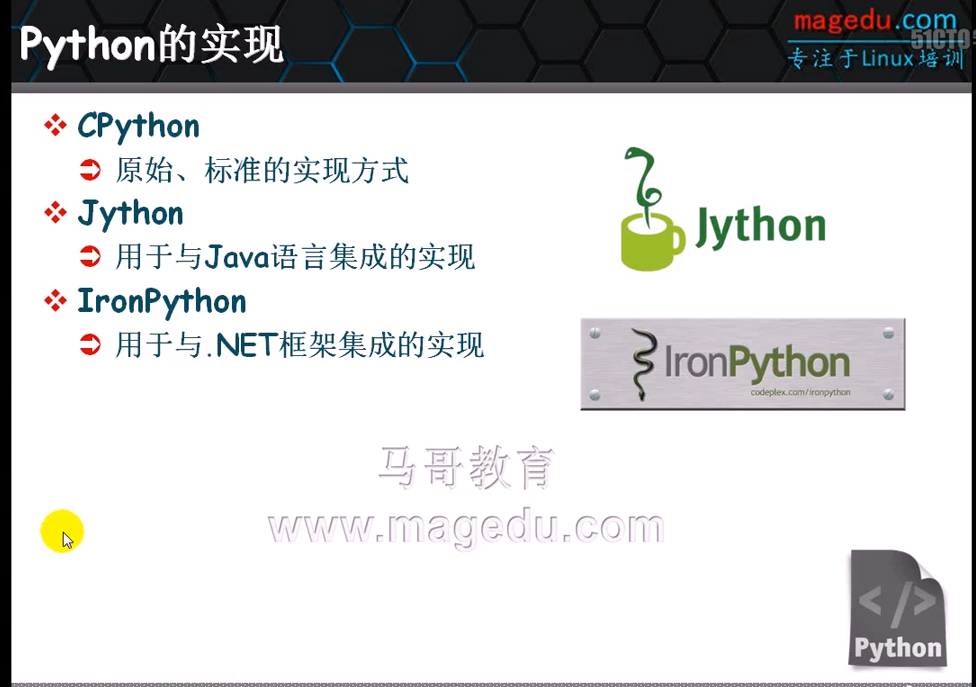 Python的实现
magedu.com
51CTO
专注于Linux培训
CPython
原始、标准的实现方式
Jython
用于与Java语言集成的实现
IronPython
用于与.NET框架集成的实现
Jython
IronPython
codeplex.com/ironpython
马哥教育
www.magedu.com
</>
Python